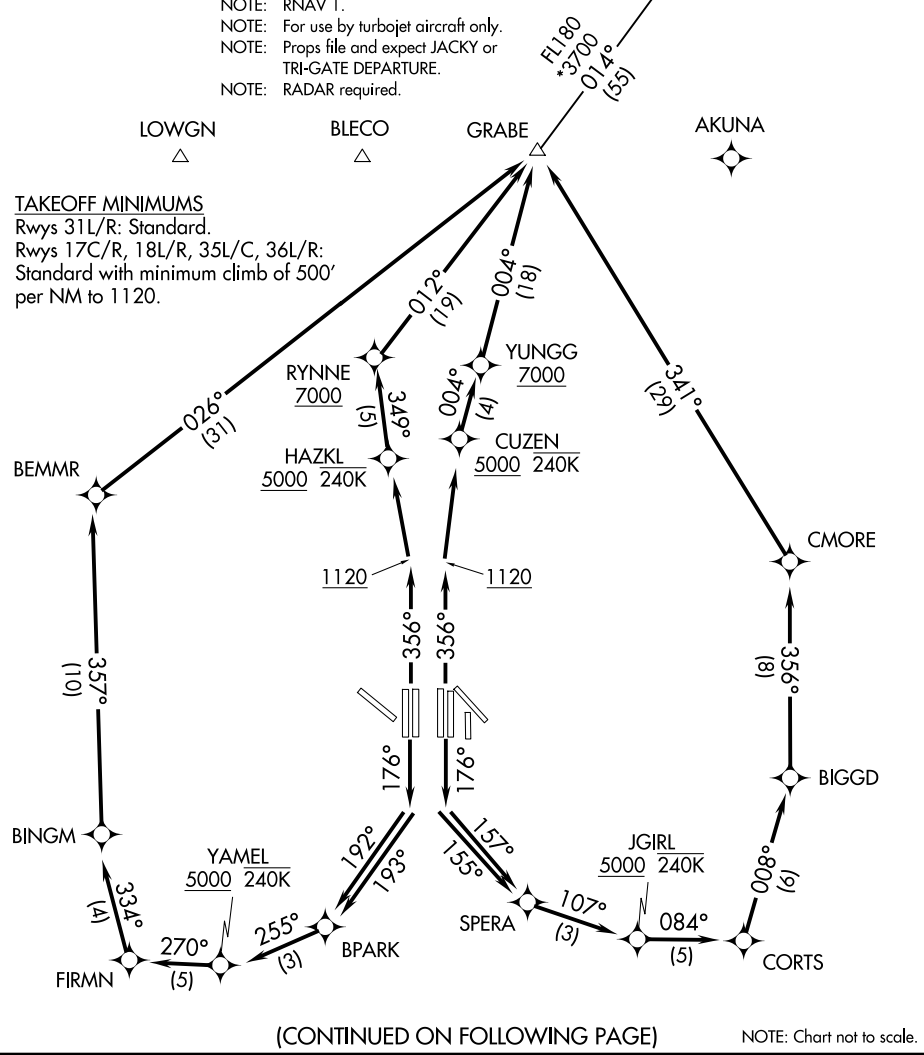 NOTE: RNAV 1.
NOTE: For use by turbojet aircraft only.
NOTE: Props file and expect JACKY or
TRI-GATE DEPARTURE.
NOTE: RADAR required.
FL180
*3700
014°
(55)
LOWGN
BLECO
GRABE
AKUNA
TAKEOFF MINIMUMS
Rwys 31L/R: Standard.
Rwys 17C/R, 18L/R, 35L/C, 36L/R:
Standard with minimum climb of 500'
per NM to 1120.
012°
(19)
004°
(18)
RYNNE
7000
YUNGG
7000
026°
(31)
349°
(5)
004°
(4)
341°
(29)
HAZKL
5000 240K
CUZEN
5000 240K
BEMMR
CMORE
1120
1120
356°
356°
357°
(10)
356°
(8)
176°
176°
BIGGD
BINGM
YAMEL
5000 240K
192°
193°
157°
155°
JGIRL
5000 240K
334°
(4)
008°
(9)
SPERA
107°
(3)
084°
(5)
255°
(3)
BPARK
270°
(5)
FIRMN
CORTS
(CONTINUED ON FOLLOWING PAGE)
NOTE: Chart not to scale.